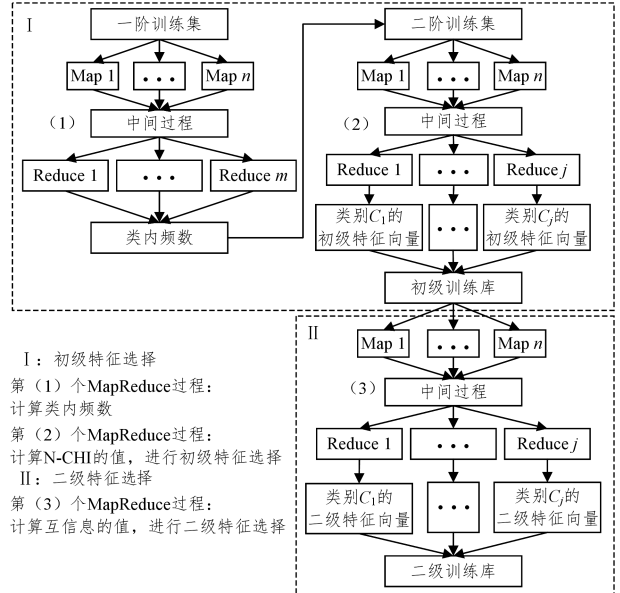 Ⅰ
一阶训练集
Map 1
•••
Map n
（1）
中间过程
Reduce 1
•••
Reduce m
类内频数
二阶训练集
Map 1
•••
Map n
（2）
中间过程
Reduce 1
•••
Reduce j
类别C₁的
初级特征向量
•••
类别Cⱼ的
初级特征向量
初级训练库
Ⅱ
Map 1
•••
Map n
（3）
中间过程
Reduce 1
•••
Reduce j
类别C₁的
二级特征向量
•••
类别Cⱼ的
二级特征向量
二级训练库
Ⅰ：初级特征选择
第（1）个MapReduce过程：
计算类内频数
第（2）个MapReduce过程：
计算N-CHI的值，进行初级特征选择
Ⅱ：二级特征选择
第（3）个MapReduce过程：
计算互信息的值，进行二级特征选择